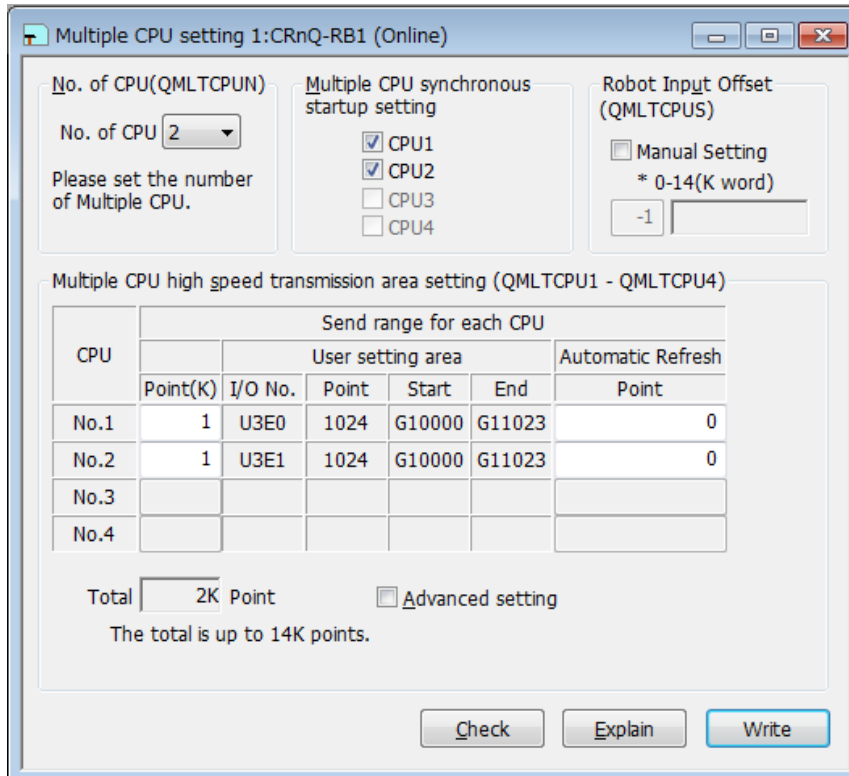 Multiple CPU setting 1:CRnQ-RB1 (Online)
No. of CPU(QMLTCPUN)
No. of CPU 2
Please set the number
of Multiple CPU.
Multiple CPU synchronous
startup setting
CPU1
CPU2
CPU3
CPU4
Robot Input Offset
(QMLTCPUS)
Manual Setting
* 0-14(K word)
-1
Multiple CPU high speed transmission area setting (QMLTCPU1 - QMLTCPU4)
CPU Send range for each CPU
User setting area Automatic Refresh
Point(K) I/O No. Point Start End Point
No.1 1 U3E0 1024 G10000 G11023 0
No.2 1 U3E1 1024 G10000 G11023 0
No.3
No.4
Total 2K Point Advanced setting
The total is up to 14K points.
Check Explain Write